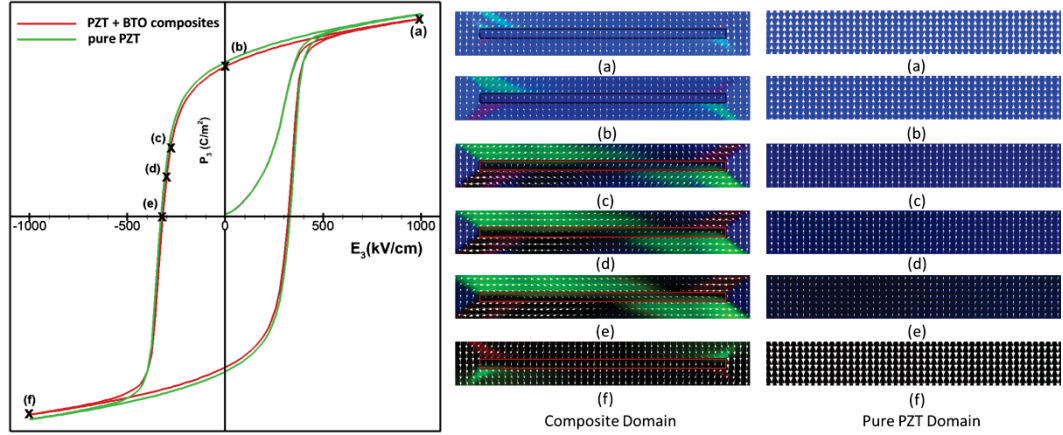 PZT + BTO composites
pure PZT
(a)
(b)
(c)
(d)
(e)
(f)
P3 (C/m²)
-1000
-500
0
500
1000
E3(kV/cm)
(a)
(b)
(c)
(d)
(e)
(f)
Composite Domain
(a)
(b)
(c)
(d)
(e)
(f)
Pure PZT Domain